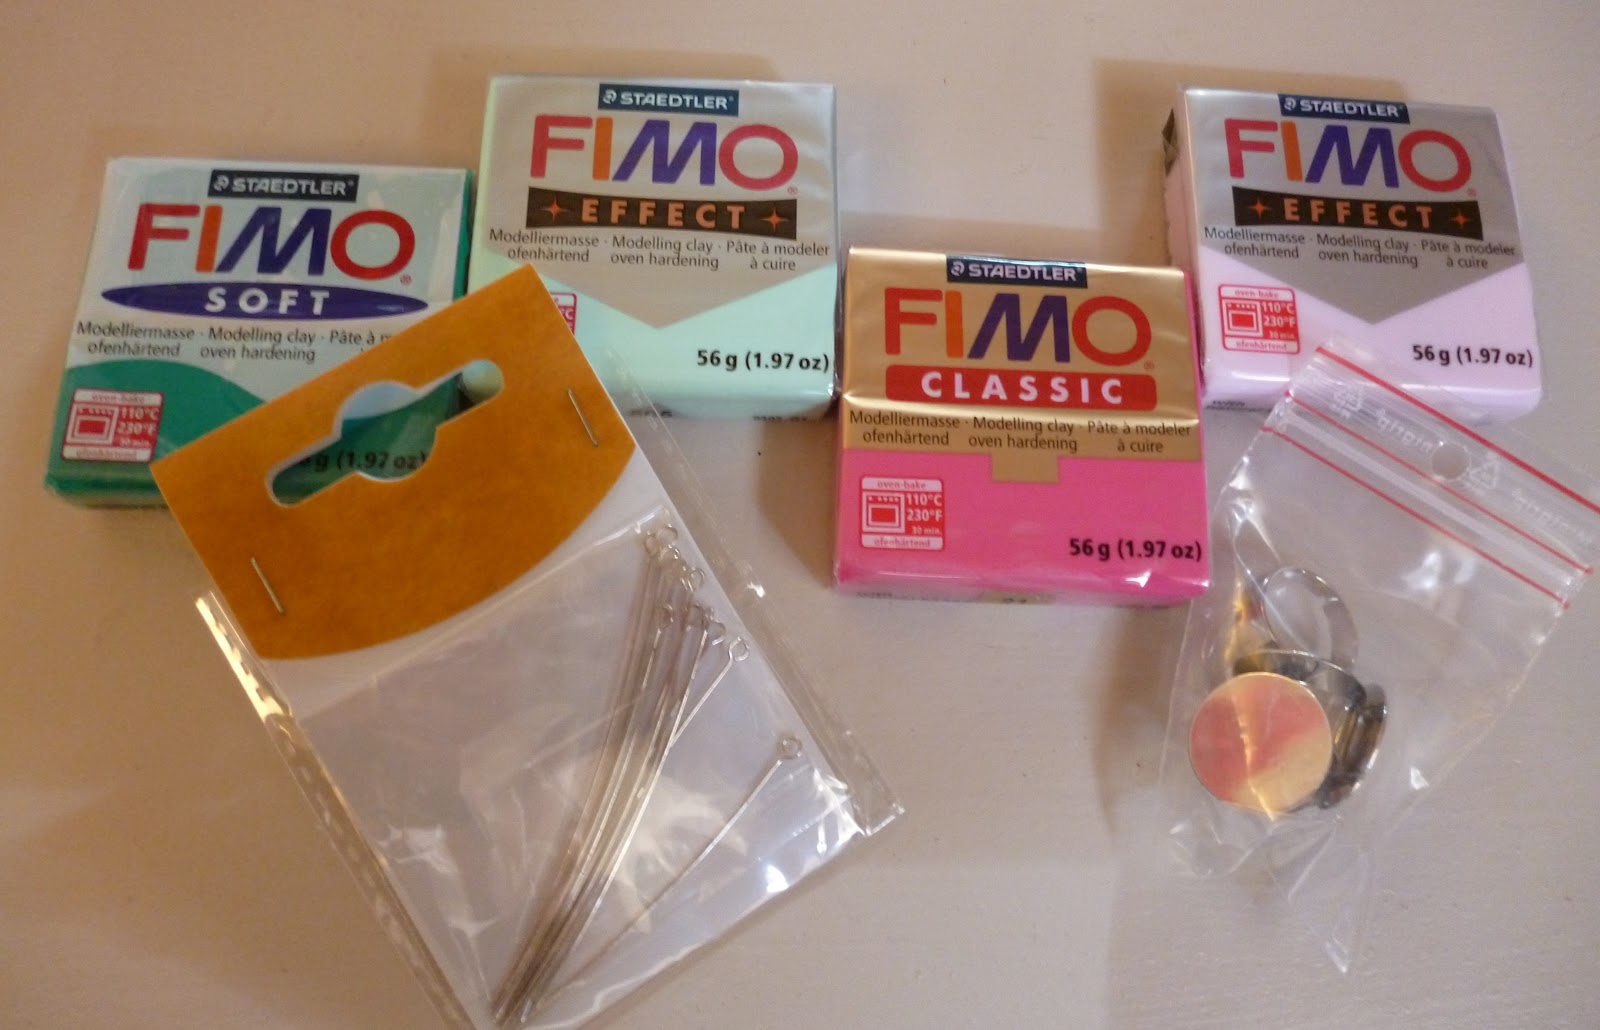 STAEDTLER
FIMO
SOFT
Modelliermasse · Modelling clay · Pâte à
ofenhärtend oven hardening
oven-bake
110°C
230°F
30 min.
ofenhärtend
g (1.97 oz)
STAEDTLER
FIMO®
EFFECT
Modelliermasse · Modelling clay · Pâte à modeler
ofenhärtend oven hardening à cuire
56 g (1.97 oz)
STAEDTLER
FIMO®
CLASSIC
Modelliermasse · Modelling clay · Pâte à modeler
ofenhärtend oven hardening à cuire
oven-bake
110°C
230°F
30 min.
ofenhärtend
56 g (1.97 oz)
STAEDTLER
FIMO®
EFFECT
Modelliermasse · Modelling clay · Pâte à modeler
ofenhärtend oven hardening à cuire
oven-bake
110°C
230°F
30 min.
ofenhärtend
56 g (1.97 oz)